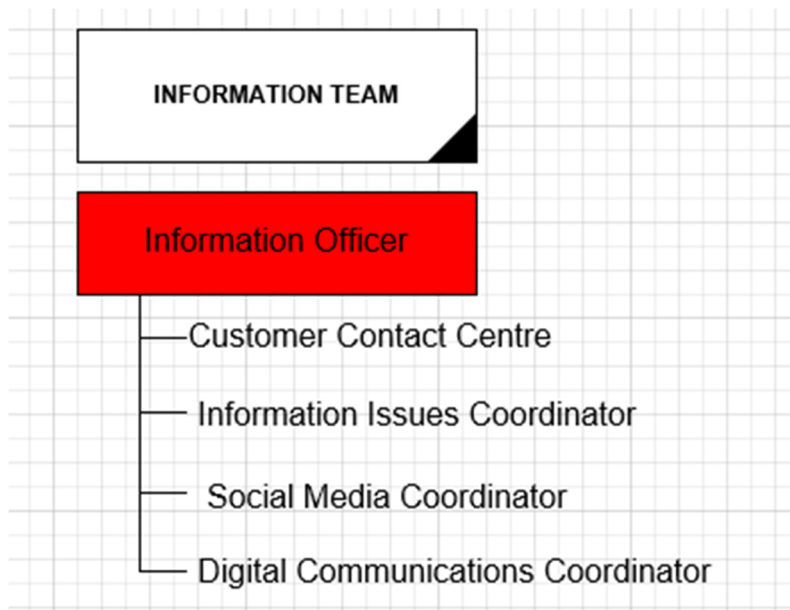 INFORMATION TEAM
Information Officer
Customer Contact Centre
Information Issues Coordinator
Social Media Coordinator
Digital Communications Coordinator